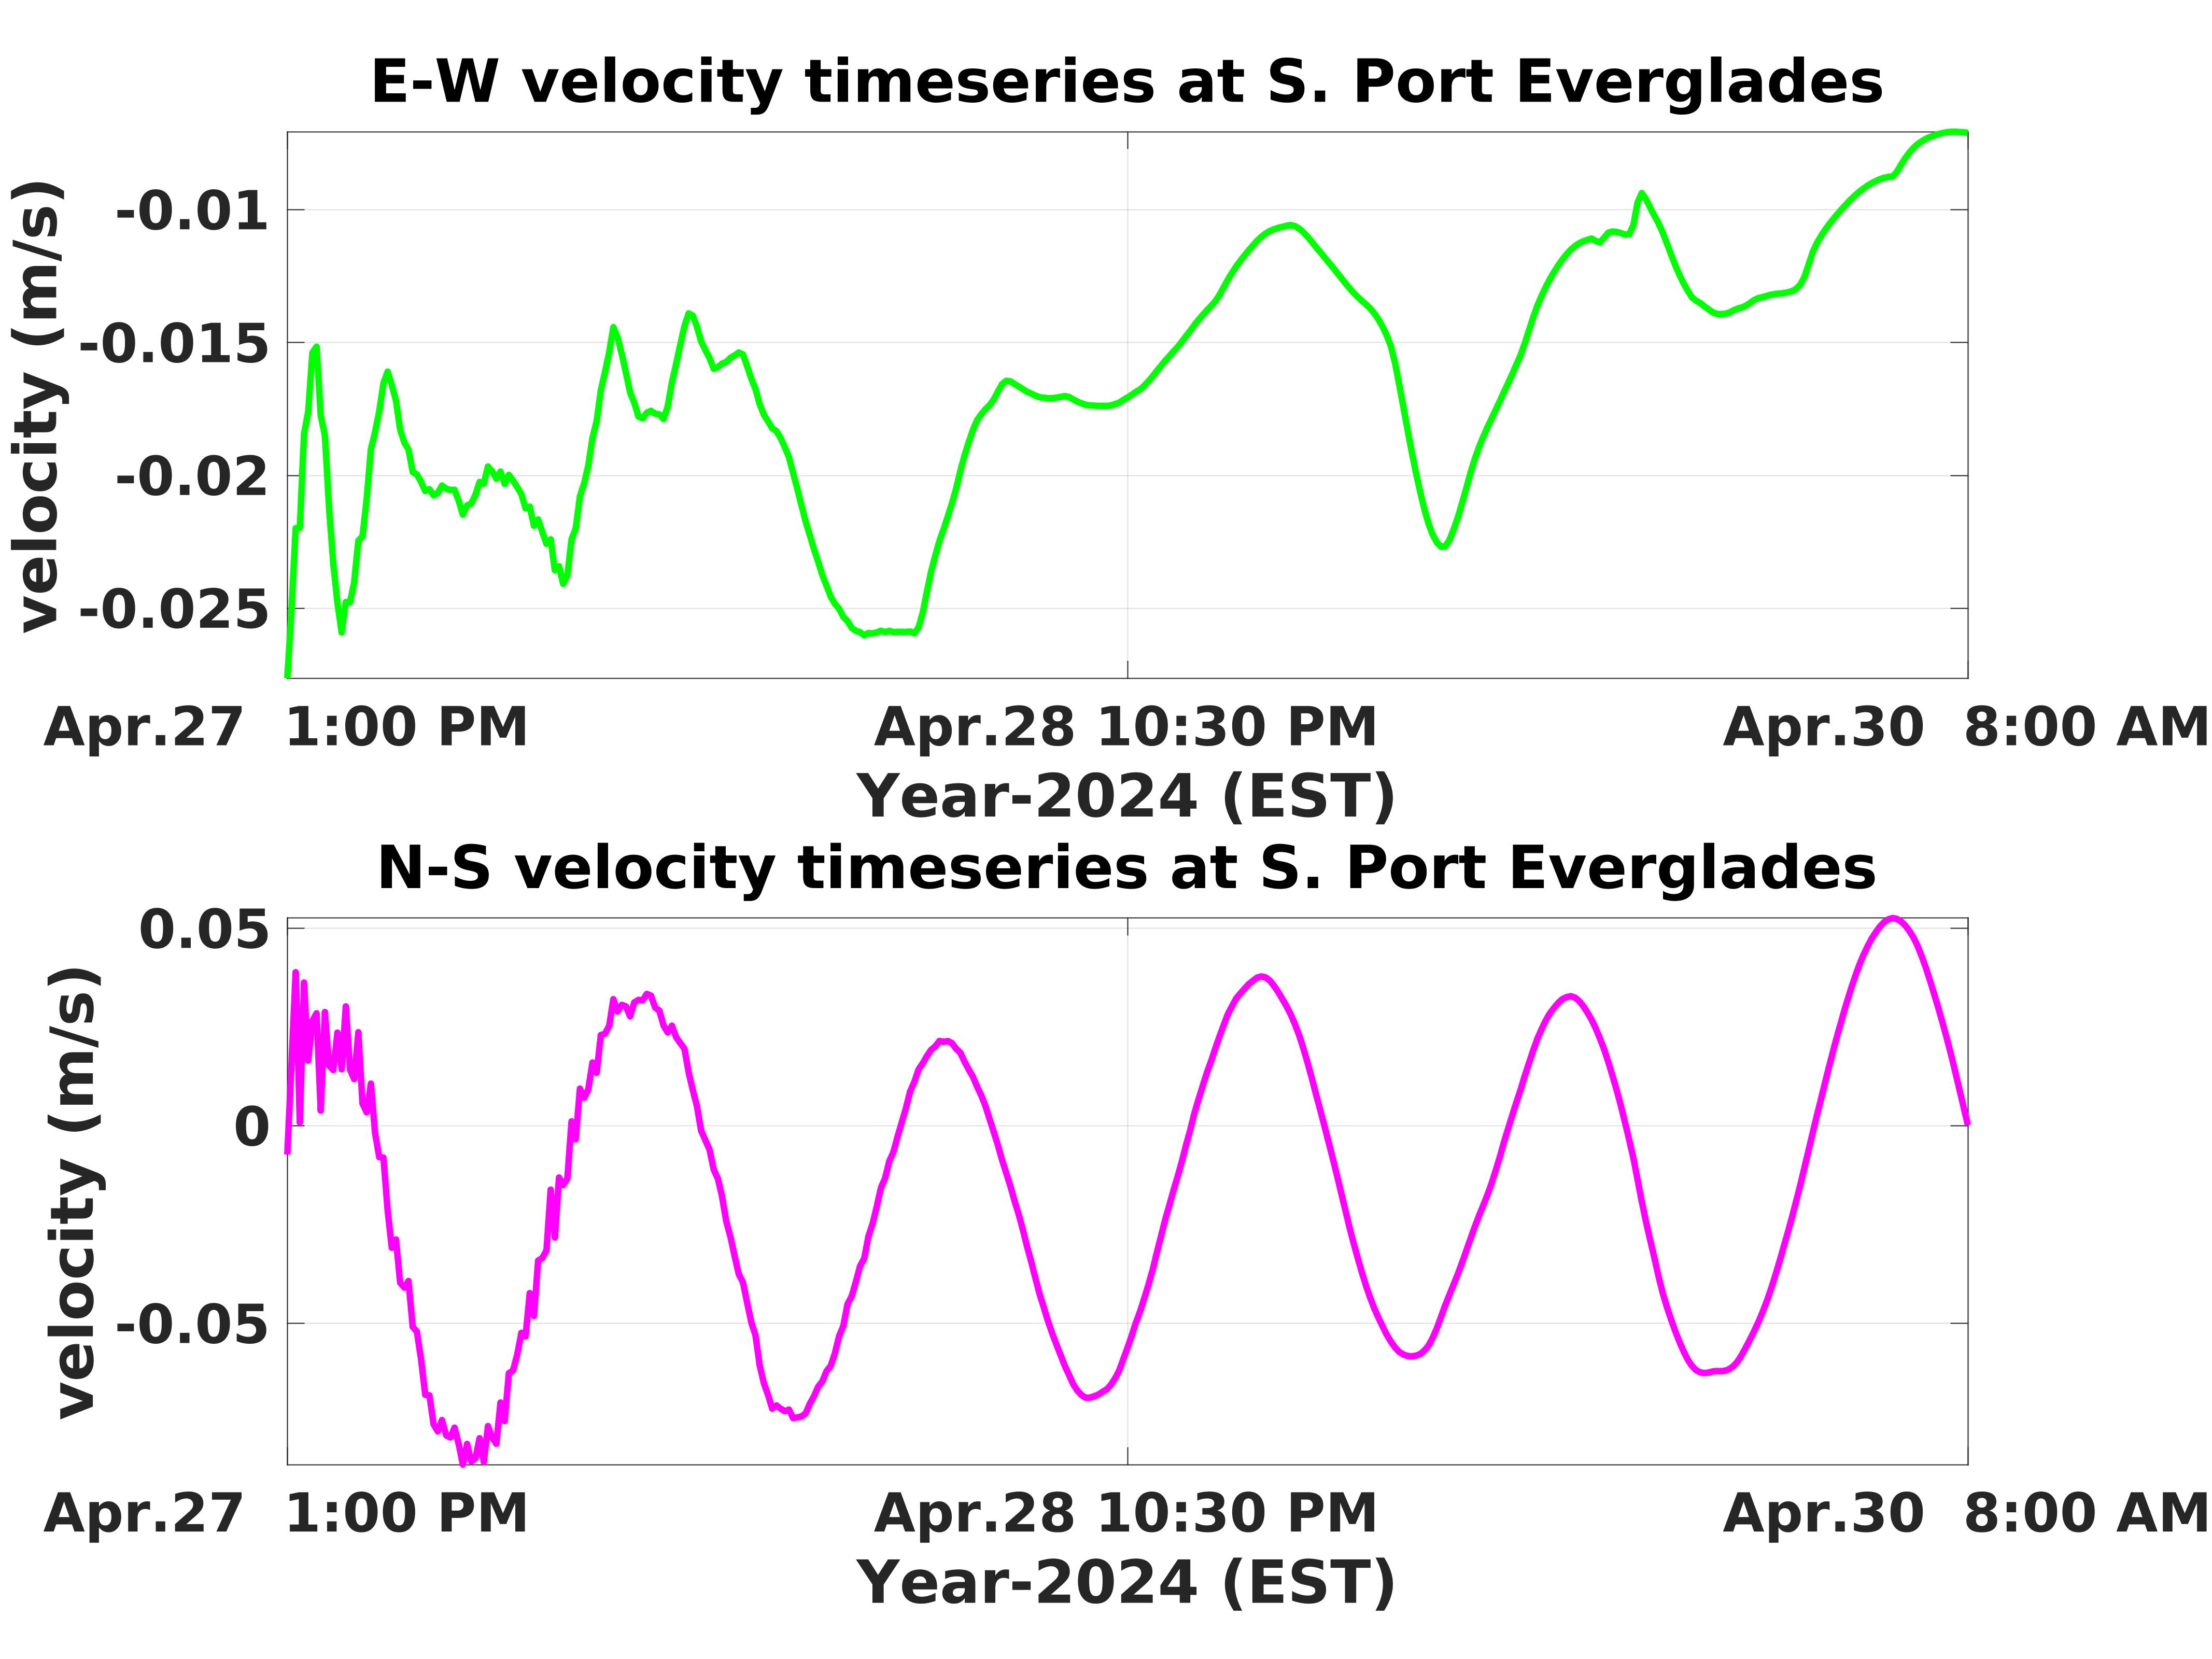 E-W velocity timeseries at S. Port Everglades
velocity (m/s)
-0.01
-0.015
-0.02
-0.025
Apr.27 1:00 PM
Apr.28 10:30 PM
Apr.30 8:00 AM
Year-2024 (EST)
N-S velocity timeseries at S. Port Everglades
velocity (m/s)
0.05
0
-0.05
Apr.27 1:00 PM
Apr.28 10:30 PM
Apr.30 8:00 AM
Year-2024 (EST)